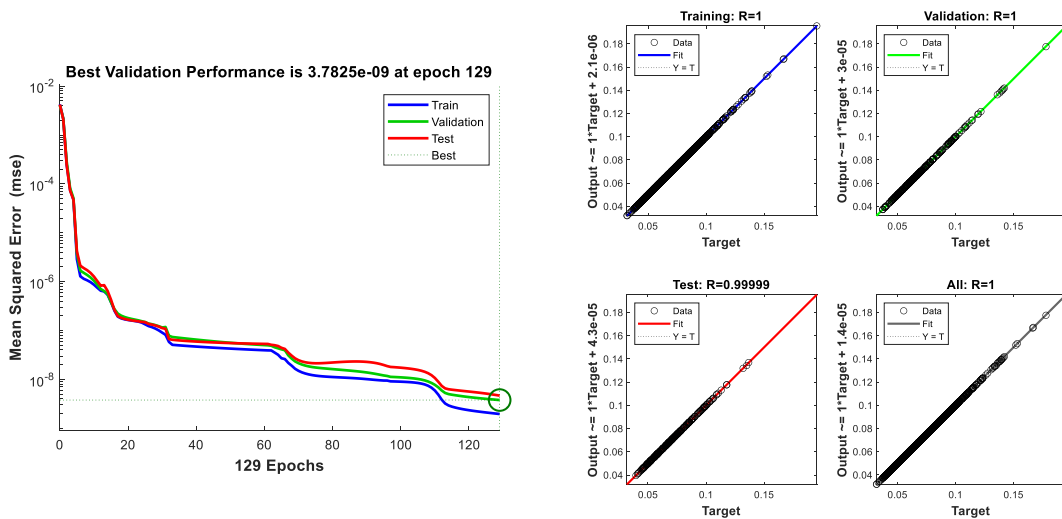 Best Validation Performance is 3.7825e-09 at epoch 129
Mean Squared Error (mse)
10-2
10-4
10-6
10-8
Train
Validation
Test
Best
0 20 40 60 80 100 120
129 Epochs
Training: R=1
Output ~= 1*Target + 2.1e-06
0.18
0.16
0.14
0.12
0.1
0.08
0.06
0.04
Data
Fit
Y = T
0.05 0.1 0.15
Target
Validation: R=1
Output ~= 1*Target + 3e-05
0.18
0.16
0.14
0.12
0.1
0.08
0.06
0.04
Data
Fit
Y = T
0.05 0.1 0.15
Target
Test: R=0.99999
Output ~= 1*Target + 4.3e-05
0.18
0.16
0.14
0.12
0.1
0.08
0.06
0.04
Data
Fit
Y = T
0.05 0.1 0.15
Target
All: R=1
Output ~= 1*Target + 1.4e-05
0.18
0.16
0.14
0.12
0.1
0.08
0.06
0.04
Data
Fit
Y = T
0.05 0.1 0.15
Target